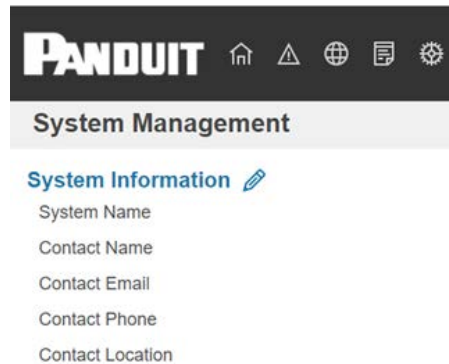 PANDUIT
System Management
System Information
System Name
Contact Name
Contact Email
Contact Phone
Contact Location